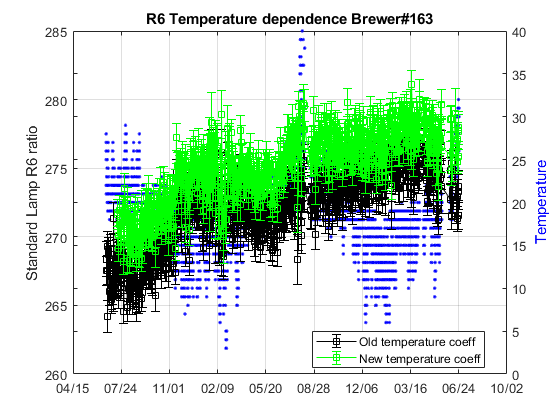 R6 Temperature dependence Brewer#163
285
280
275
270
265
260
Standard Lamp R6 ratio
40
35
30
25
20
15
10
5
0
Temperature
04/15 07/24 11/01 02/09 05/20 08/28 12/06 03/16 06/24 10/02
Old temperature coeff
New temperature coeff